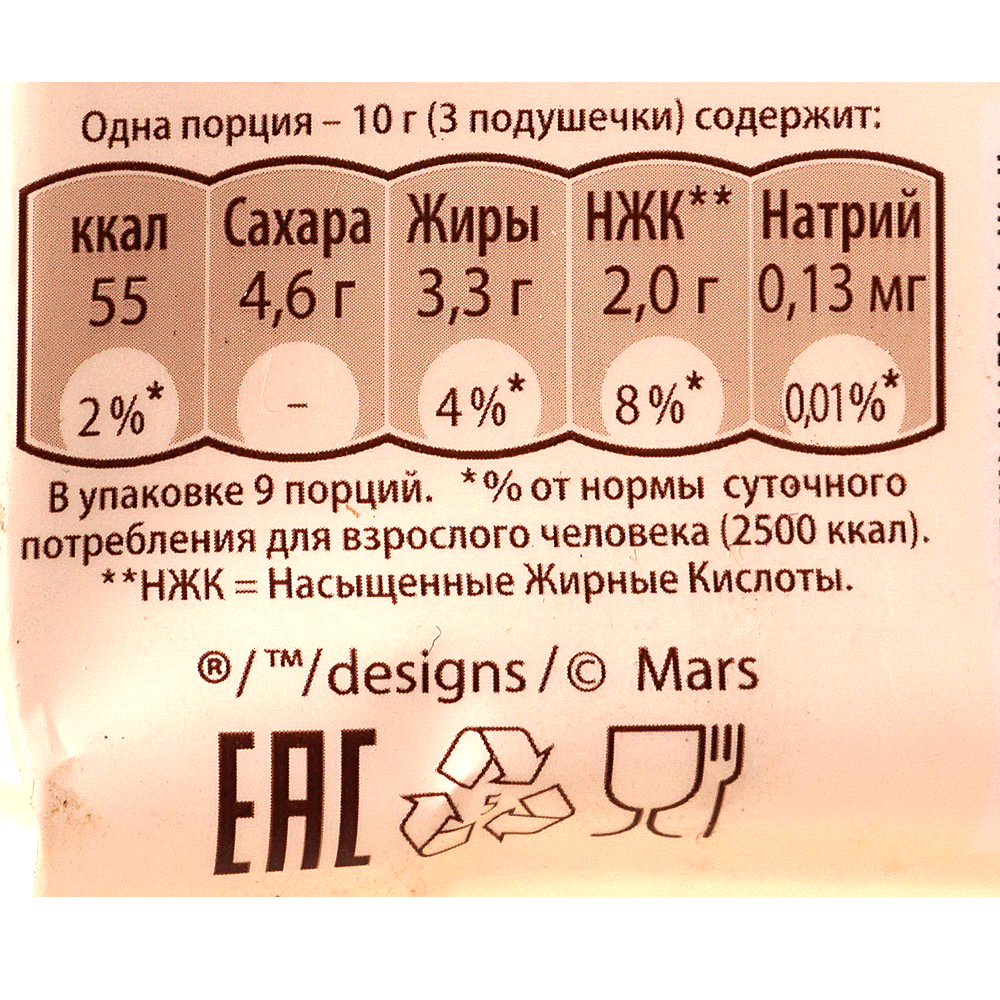 Одна порция – 10 г (3 подушечки) содержит:
ккал Сахара Жиры НЖК** Натрий
55 4,6 г 3,3 г 2,0 г 0,13 мг
2%* – 4%* 8%* 0,01%*
В упаковке 9 порций. *% от нормы суточного
потребления для взрослого человека (2500 ккал).
**НЖК = Насыщенные Жирные Кислоты.
®/™/designs/© Mars
EAC